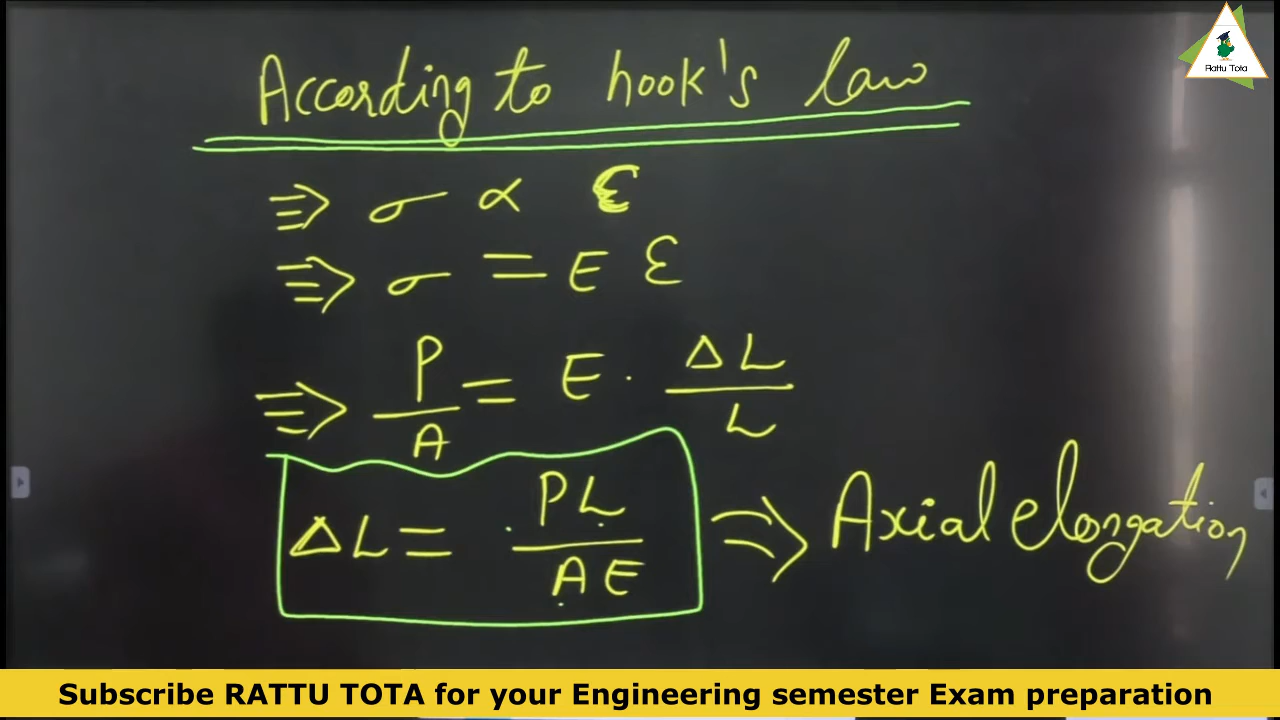 Rattu Tota
According to hook's law
⇒ σ ∝ ε
⇒ σ = E ε
⇒ P/A = E · ΔL/L
ΔL = PL/AE ⇒ Axial elongation
Subscribe RATTU TOTA for your Engineering semester Exam preparation